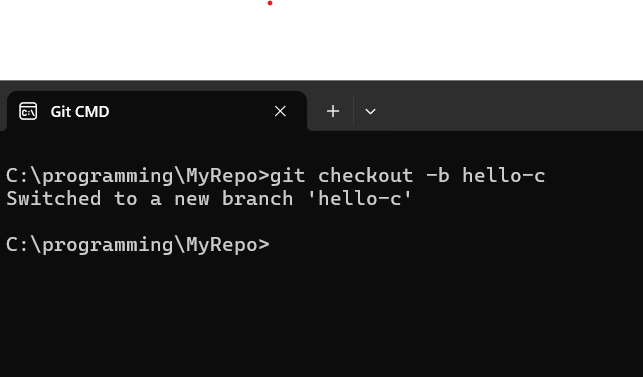 Git CMD
C:\programming\MyRepo>git checkout -b hello-c
Switched to a new branch 'hello-c'
C:\programming\MyRepo>